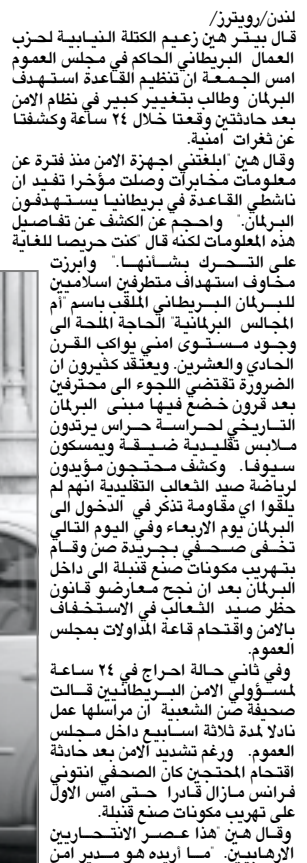 لندن/رويترز/
قال بيتر هين زعيم الكتلة النيابية لحزب
العمال البريطاني الحاكم في مجلس العموم
امس الجمعة ان تنظيم القاعدة استهدف
البرلمان وطالب بتغيير كبير في نظام الامن
بعد حادثتين وقعتا خلال ٢٤ ساعة وكشفتا
عن ثغرات امنية.
وقال هين "ابلغتني اجهزة الامن منذ فترة عن
معلومات مخابرات وصلت مؤخرا تفيد ان
ناشطي القاعدة في بريطانيا يستهدفون
البرلمان." واحجم عن الكشف عن تفاصيل
هذه المعلومات لكنه قال "كنت حريصا للغاية
على التحرك بشأنها." وابرزت
مخاوف استهداف متطرفين اسلاميين
للبرلمان البريطاني الملقب باسم "أم
المجالس البرلمانية" الحاجة الملحة الى
وجود مستوى امني يواكب القرن
الحادي والعشرين. ويعتقد كثيرون ان
الضرورة تقتضي اللجوء الى محترفين
بعد قرون خضع فيها مبنى البرلمان
التاريخي لحراسة حراس يرتدون
ملابس تقليدية ضيقة ويمسكون
سيوفا. وكشف محتجون مؤيدون
لرياضة صيد الثعالب التقليدية انهم لم
يلقوا اي مقاومة تذكر في الدخول الى
البرلمان يوم الاربعاء وفي اليوم التالي
تخفى صحفي بجريدة صن وقام
بتهريب مكونات صنع قنبلة الى داخل
البرلمان بعد ان نجح معارضو قانون
حظر صيد الثعالب في الاستخفاف
بالامن واقتحام قاعة المداولات بمجلس
العموم.
وفي ثاني حالة احراج في ٢٤ ساعة
لمسؤولي الامن البريطانيين قالت
صحيفة صن الشعبية ان مراسلها عمل
نادلا لمدة ثلاثة اسابيع داخل مجلس
العموم. ورغم تشديد الامن بعد حادثة
اقتحام المحتجين كان الصحفي انتوني
فرانس مازال قادرا حتى امس الاول
على تهريب مكونات صنع قنبلة.
وقال هين "هذا عصر الانتحاريين
الارهابيين. "ما أريده هو مدير امن